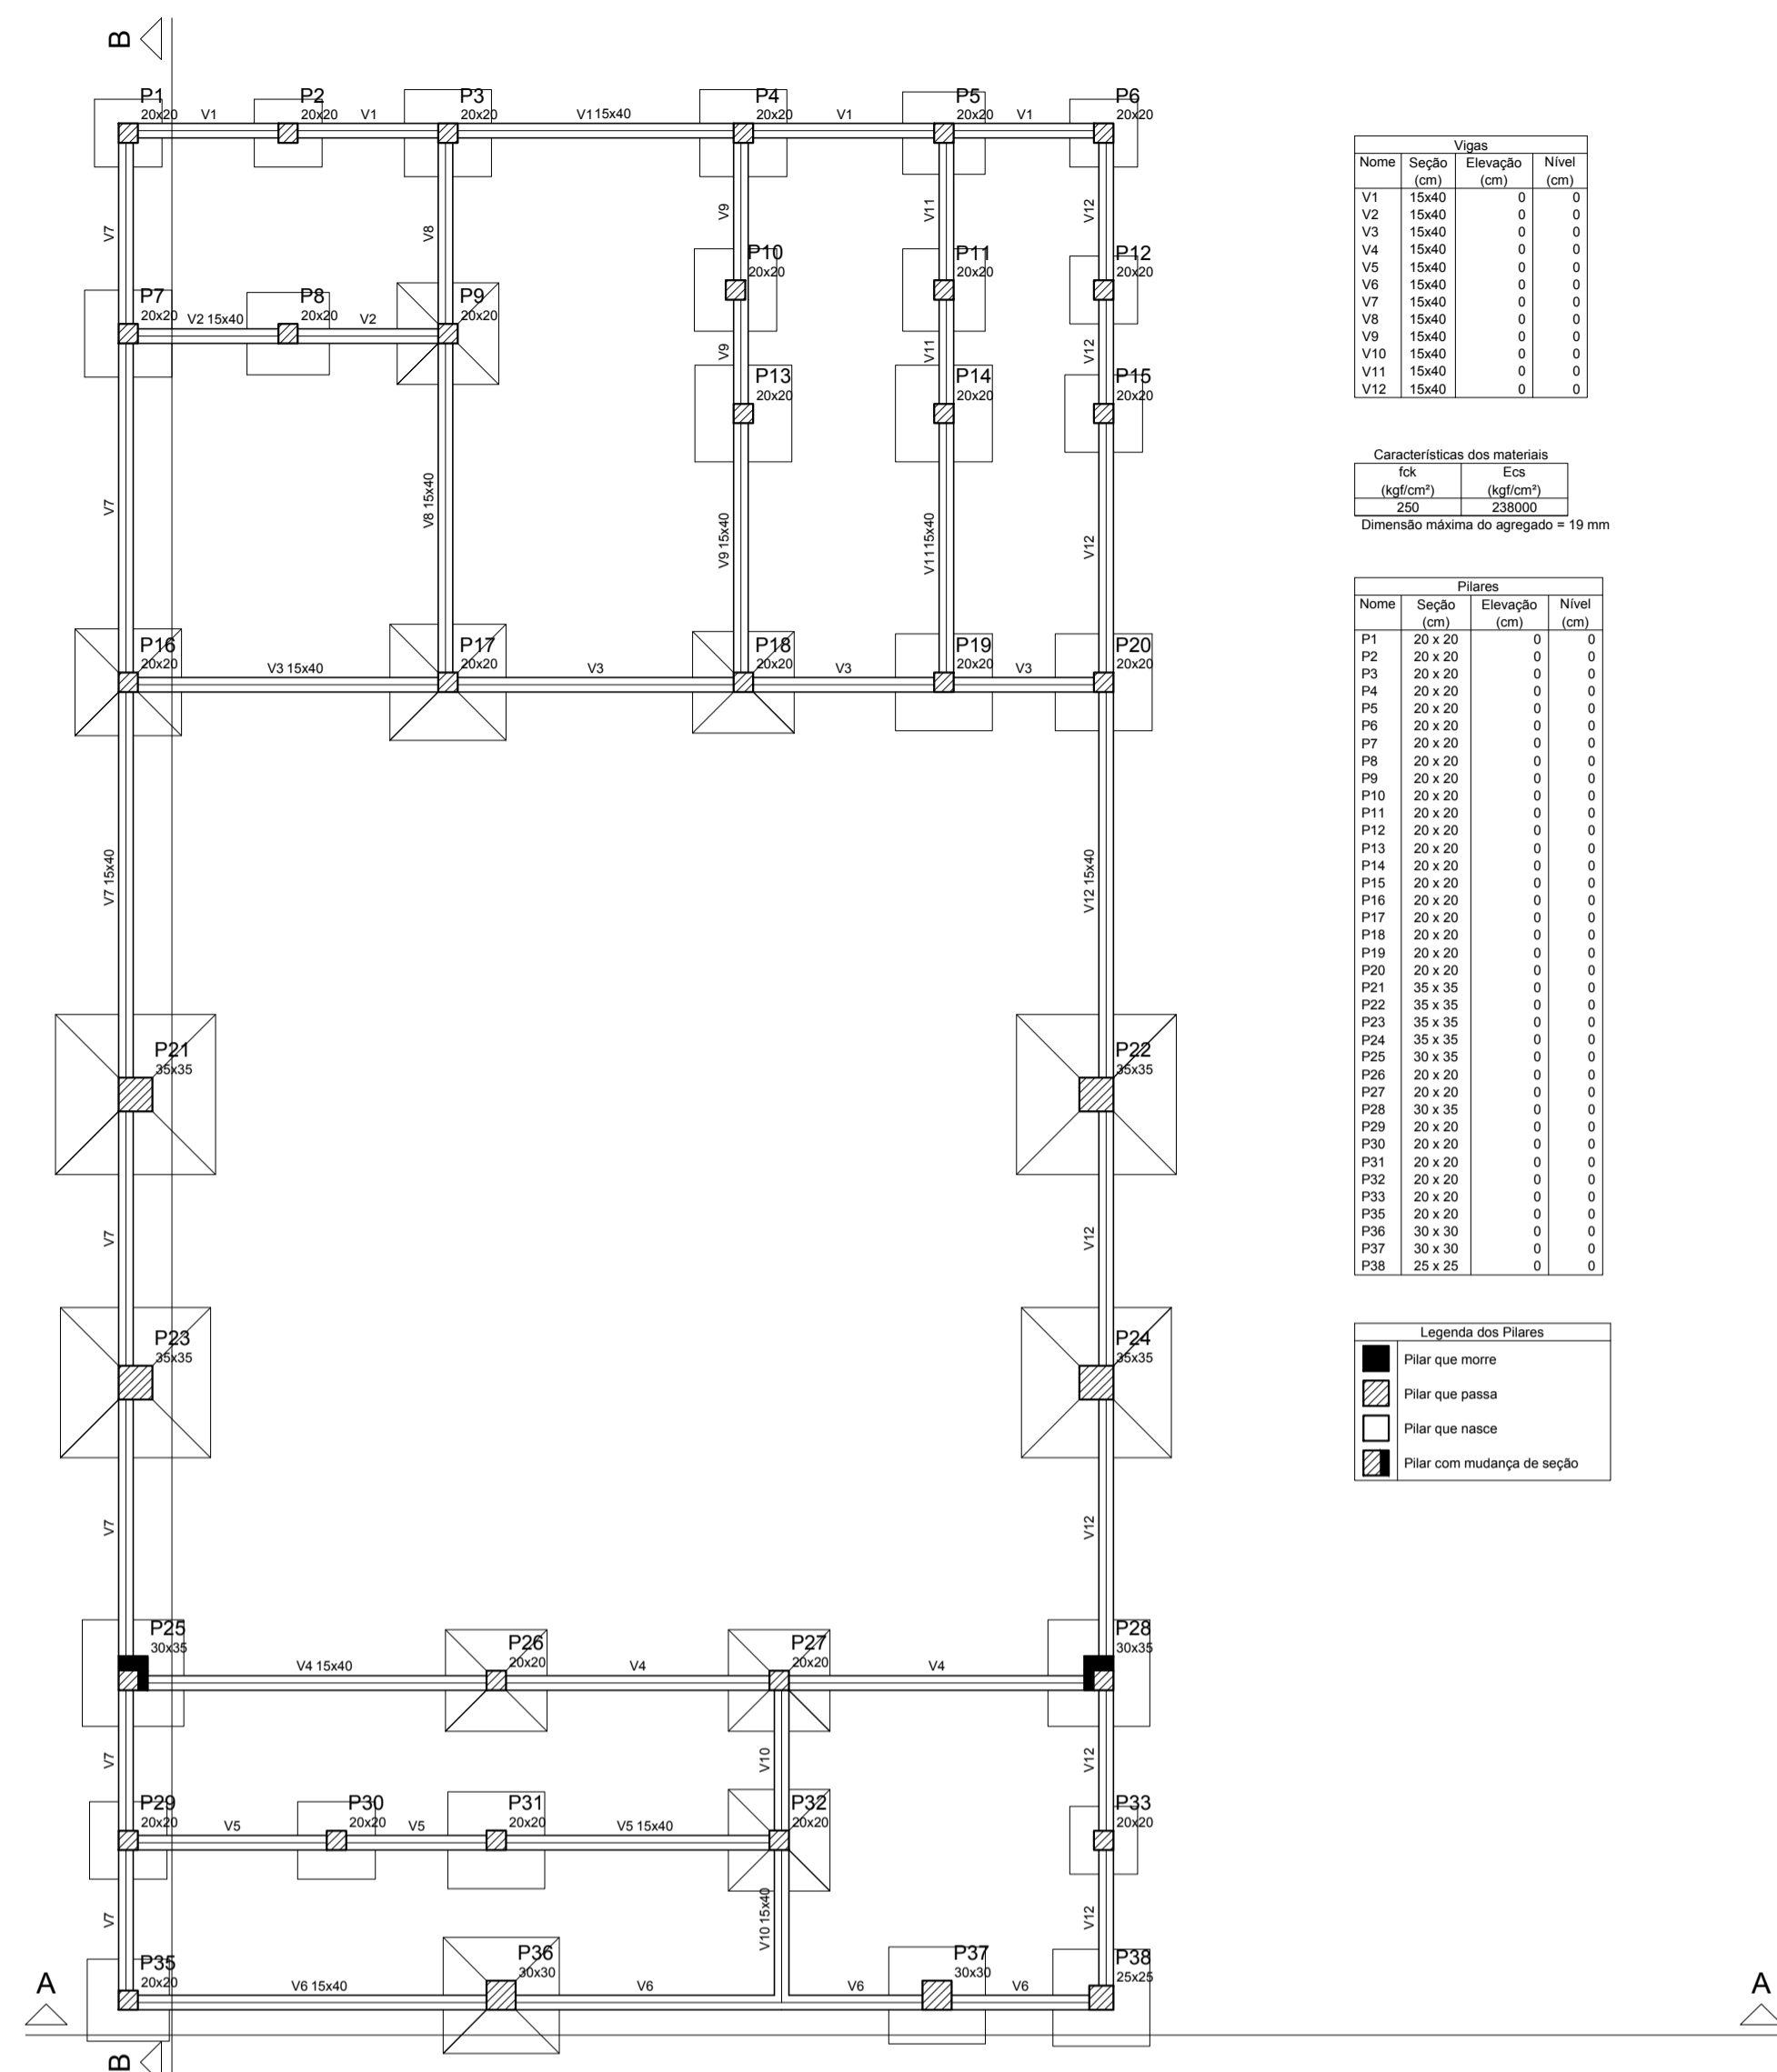 B
P1 P2 P3 P4 P5 P6
20x20 V1 20x20 V1 20x20 V1 15x40 20x20 V1 20x20 V1 20x20
V7 V8 V9 V11 V12
P10 P11 P12
20x20 20x20 20x20
P7 P8 P9
20x20 V2 15x40 20x20 V2 20x20
V9 V11 V12
P13 P14 P15
20x20 20x20 20x20
V7 V8 15x40 V9 15x40 V11 15x40 V12
P16 P17 P18 P19 P20
20x20 V3 15x40 20x20 V3 20x20 V3 20x20 V3 20x20
V7 15x40 V12 15x40
P21 P22
35x35 35x35
V7 V12
P23 P24
35x35 35x35
V7 V12
P25 P26 P27 P28
30x35 V4 15x40 20x20 V4 20x20 V4 30x35
V7 V10 V12
P29 P30 P31 P32 P33
20x20 V5 20x20 V5 20x20 V5 15x40 20x20 20x20
V7 V10 15x40 V12
P35 P36 P37 P38
20x20 V6 15x40 30x30 V6 V6 30x30 V6 25x25
A A
B
Vigas
Nome Seção Elevação Nível
(cm) (cm) (cm)
V1 15x40 0 0
V2 15x40 0 0
V3 15x40 0 0
V4 15x40 0 0
V5 15x40 0 0
V6 15x40 0 0
V7 15x40 0 0
V8 15x40 0 0
V9 15x40 0 0
V10 15x40 0 0
V11 15x40 0 0
V12 15x40 0 0
Características dos materiais
fck Ecs
(kgf/cm²) (kgf/cm²)
250 238000
Dimensão máxima do agregado = 19 mm
Pilares
Nome Seção Elevação Nível
(cm) (cm) (cm)
P1 20 x 20 0 0
P2 20 x 20 0 0
P3 20 x 20 0 0
P4 20 x 20 0 0
P5 20 x 20 0 0
P6 20 x 20 0 0
P7 20 x 20 0 0
P8 20 x 20 0 0
P9 20 x 20 0 0
P10 20 x 20 0 0
P11 20 x 20 0 0
P12 20 x 20 0 0
P13 20 x 20 0 0
P14 20 x 20 0 0
P15 20 x 20 0 0
P16 20 x 20 0 0
P17 20 x 20 0 0
P18 20 x 20 0 0
P19 20 x 20 0 0
P20 20 x 20 0 0
P21 35 x 35 0 0
P22 35 x 35 0 0
P23 35 x 35 0 0
P24 35 x 35 0 0
P25 30 x 35 0 0
P26 20 x 20 0 0
P27 20 x 20 0 0
P28 30 x 35 0 0
P29 20 x 20 0 0
P30 20 x 20 0 0
P31 20 x 20 0 0
P32 20 x 20 0 0
P33 20 x 20 0 0
P35 20 x 20 0 0
P36 30 x 30 0 0
P37 30 x 30 0 0
P38 25 x 25 0 0
Legenda dos Pilares
Pilar que morre
Pilar que passa
Pilar que nasce
Pilar com mudança de seção